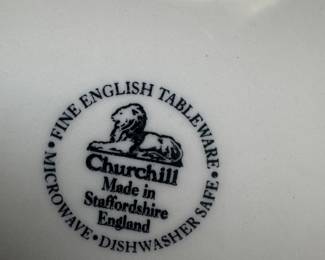 • FINE ENGLISH TABLEWARE •
Churchill
Made in
Staffordshire
England
MICROWAVE • DISHWASHER SAFE